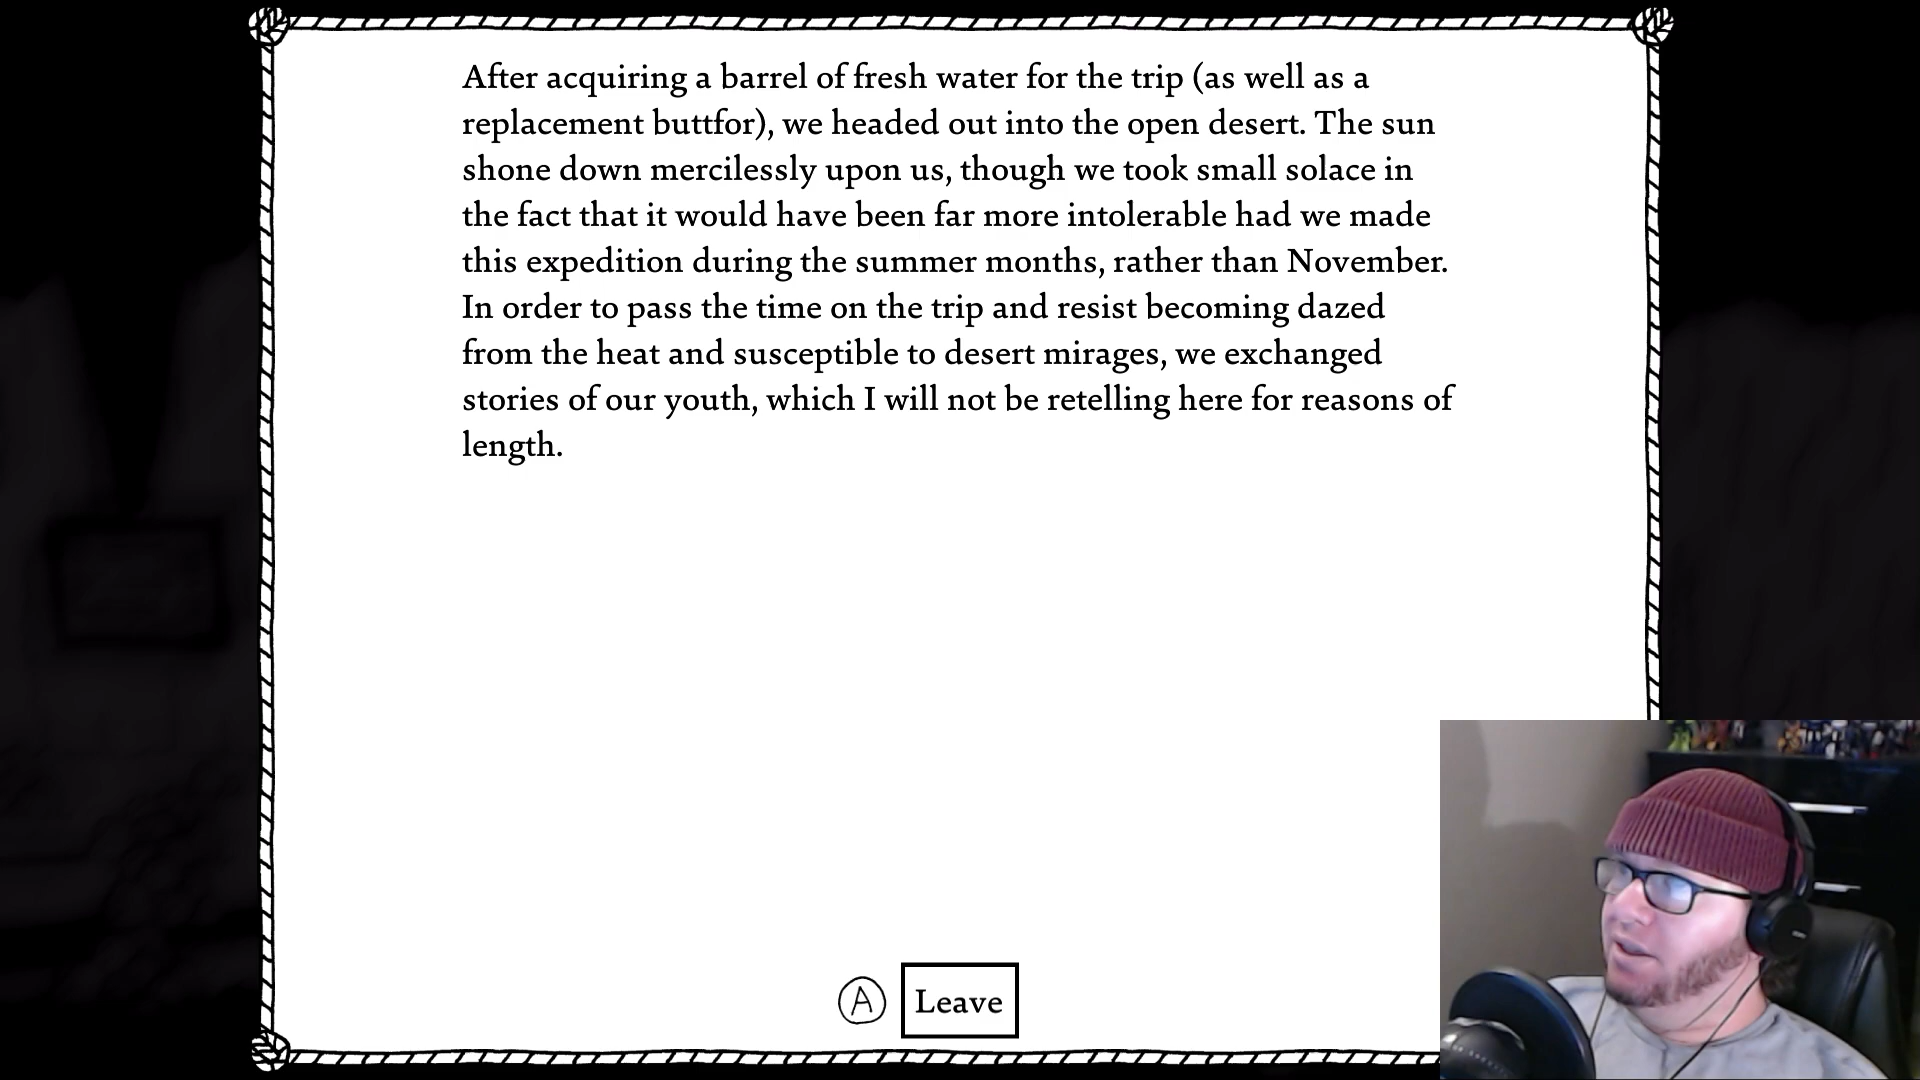 After acquiring a barrel of fresh water for the trip (as well as a
replacement buttfor), we headed out into the open desert. The sun
shone down mercilessly upon us, though we took small solace in
the fact that it would have been far more intolerable had we made
this expedition during the summer months, rather than November.
In order to pass the time on the trip and resist becoming dazed
from the heat and susceptible to desert mirages, we exchanged
stories of our youth, which I will not be retelling here for reasons of
length.
A Leave